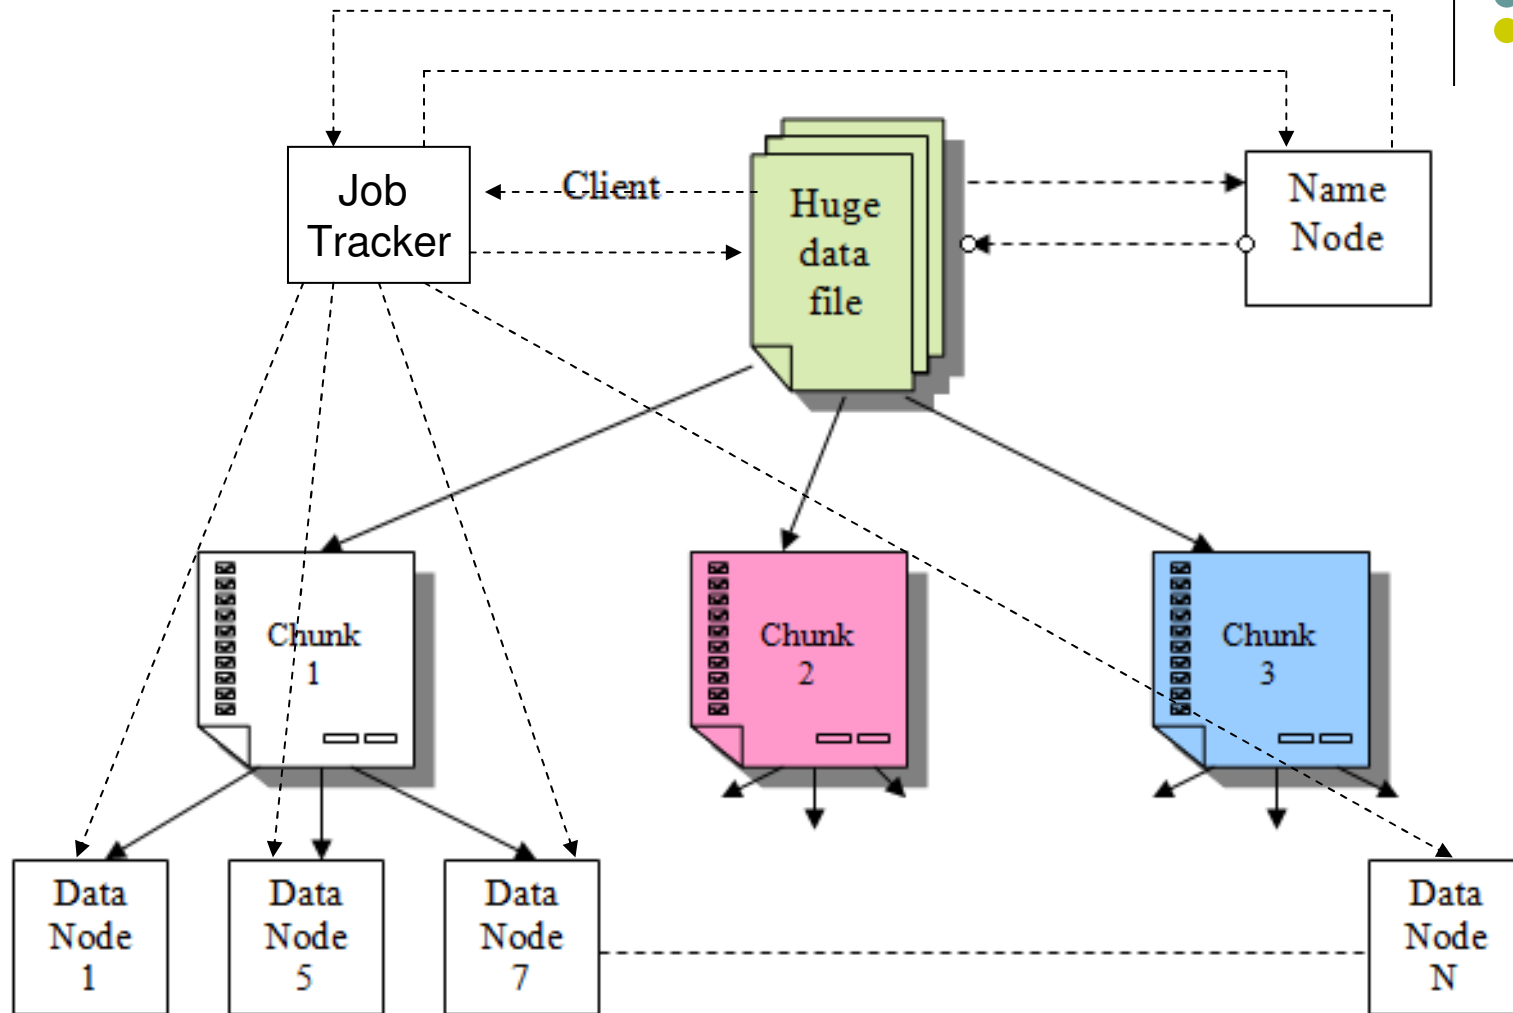 Job
Tracker
Client
Huge
data
file
Name
Node
Chunk
1
Chunk
2
Chunk
3
Data
Node
1
Data
Node
5
Data
Node
7
Data
Node
N